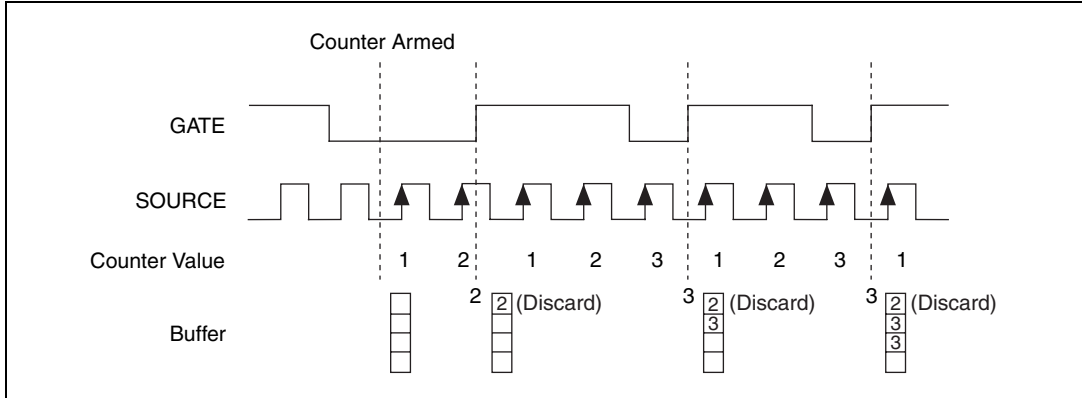 Counter Armed
GATE
SOURCE
Counter Value 1 2 1 2 3 1 2 3 1
2 3 3
Buffer
2 (Discard)
2 (Discard)
3
2 (Discard)
3
3